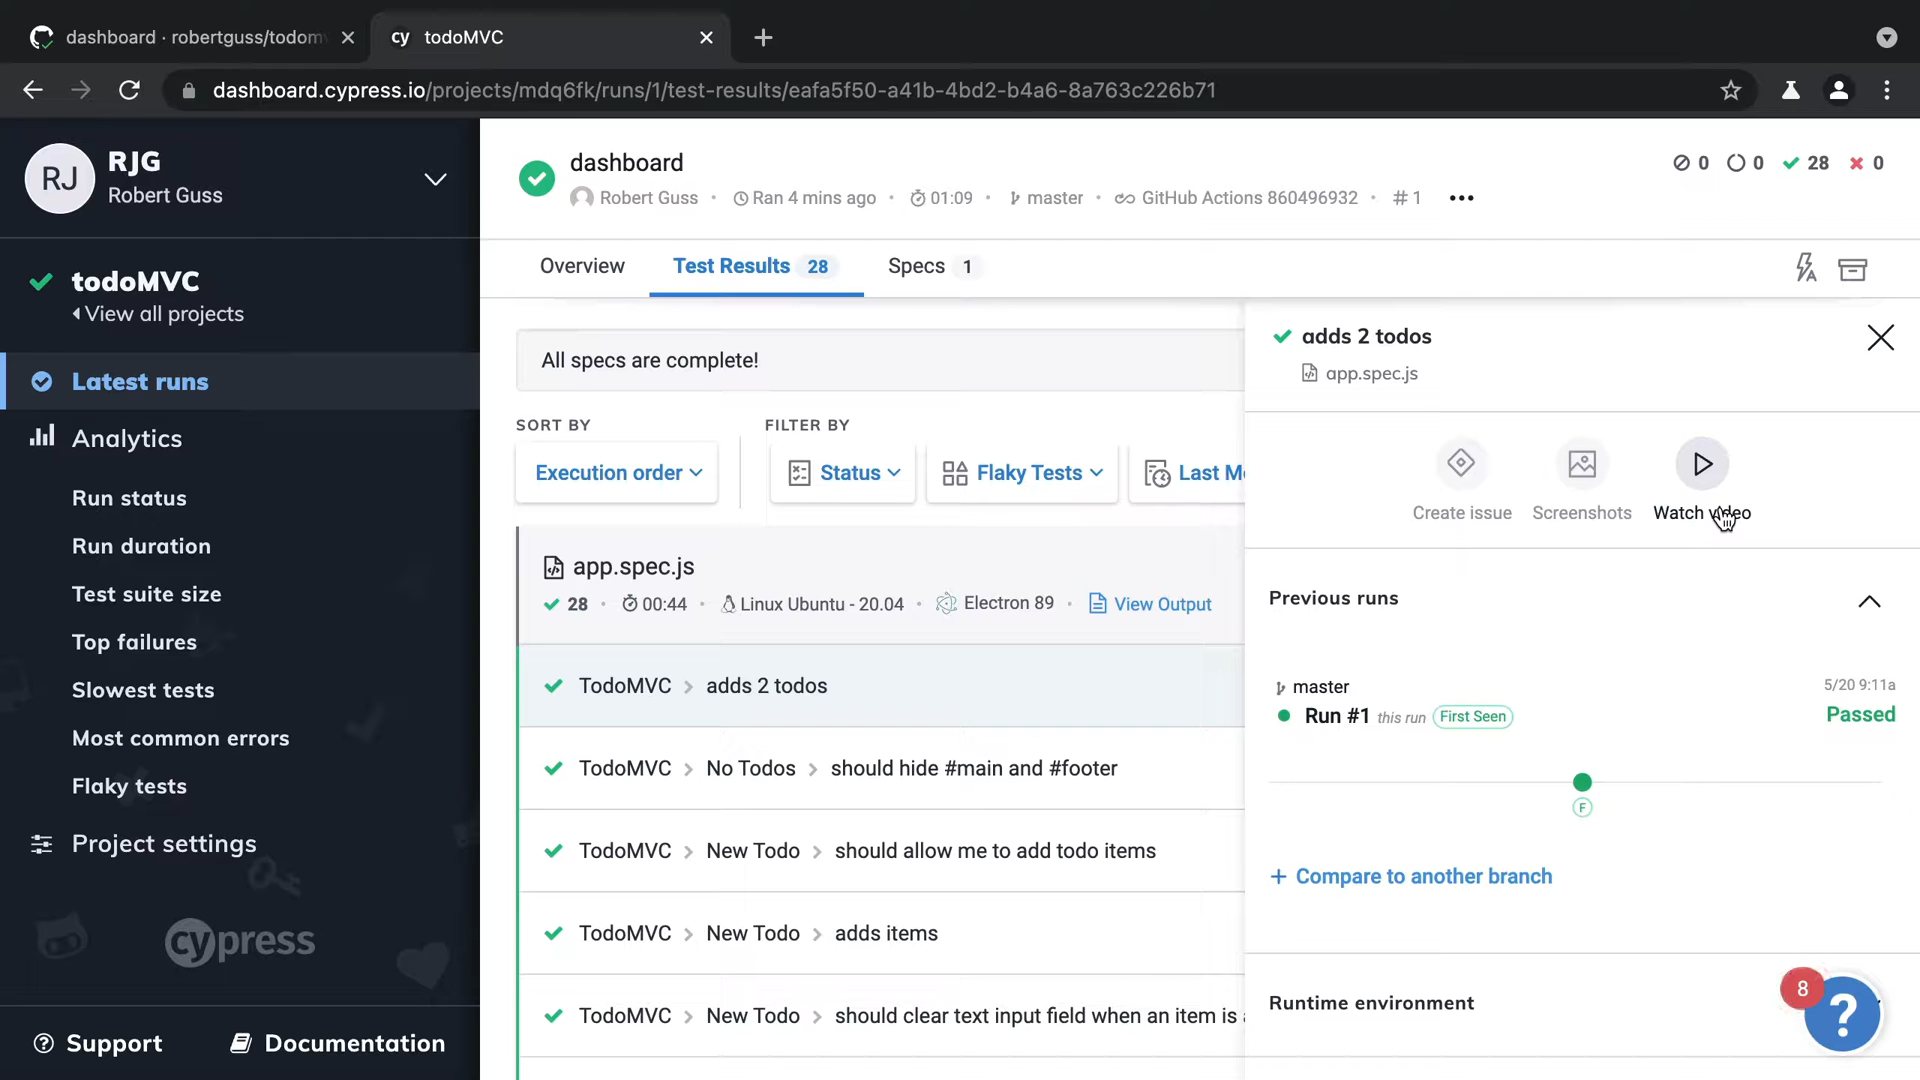 dashboard · robertguss/todom
cy todoMVC
dashboard.cypress.io/projects/mdq6fk/runs/1/test-results/eafa5f50-a41b-4bd2-b4a6-8a763c226b71
RJ
RJG
Robert Guss
todoMVC
View all projects
Latest runs
Analytics
Run status
Run duration
Test suite size
Top failures
Slowest tests
Most common errors
Flaky tests
Project settings
cypress
Support
Documentation
dashboard
0 0 28 0
Robert Guss · Ran 4 mins ago · 01:09 · master · GitHub Actions 860496932 · # 1
Overview Test Results 28 Specs 1
All specs are complete!
SORT BY FILTER BY
Execution order Status Flaky Tests Last M
app.spec.js
28 · 00:44 · Linux Ubuntu - 20.04 · Electron 89 · View Output
TodoMVC > adds 2 todos
TodoMVC > No Todos > should hide #main and #footer
TodoMVC > New Todo > should allow me to add todo items
TodoMVC > New Todo > adds items
TodoMVC > New Todo > should clear text input field when an item is
adds 2 todos
app.spec.js
Create issue Screenshots Watch video
Previous runs
master 5/20 9:11a
Run #1 this run First Seen Passed
F
+ Compare to another branch
Runtime environment
8
?